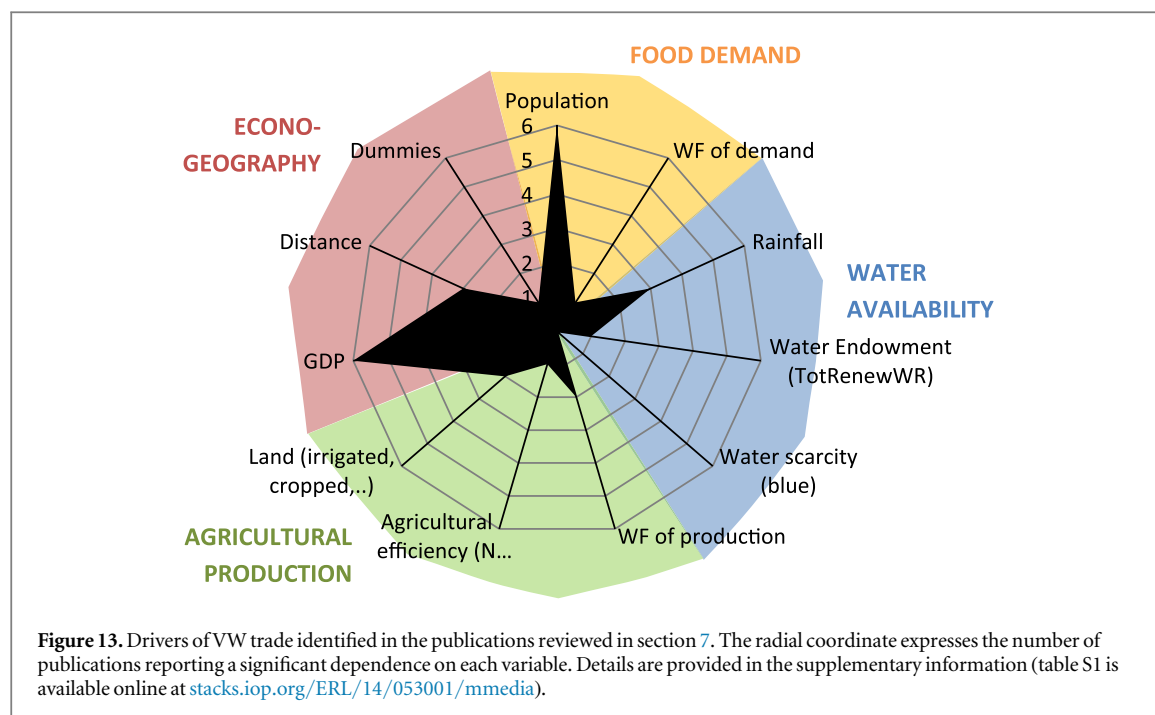 FOOD DEMAND
ECONO-
GEOGRAPHY
Population
6
5
4
3
2
1
Dummies
WF of demand
Distance
Rainfall
WATER
AVAILABILITY
GDP
Water Endowment
(TotRenewWR)
Land (irrigated,
cropped,..)
Water scarcity
(blue)
Agricultural
efficiency (N...
WF of production
AGRICULTURAL
PRODUCTION
Figure 13. Drivers of VW trade identified in the publications reviewed in section 7. The radial coordinate expresses the number of
publications reporting a significant dependence on each variable. Details are provided in the supplementary information (table S1 is
available online at stacks.iop.org/ERL/14/053001/mmedia).